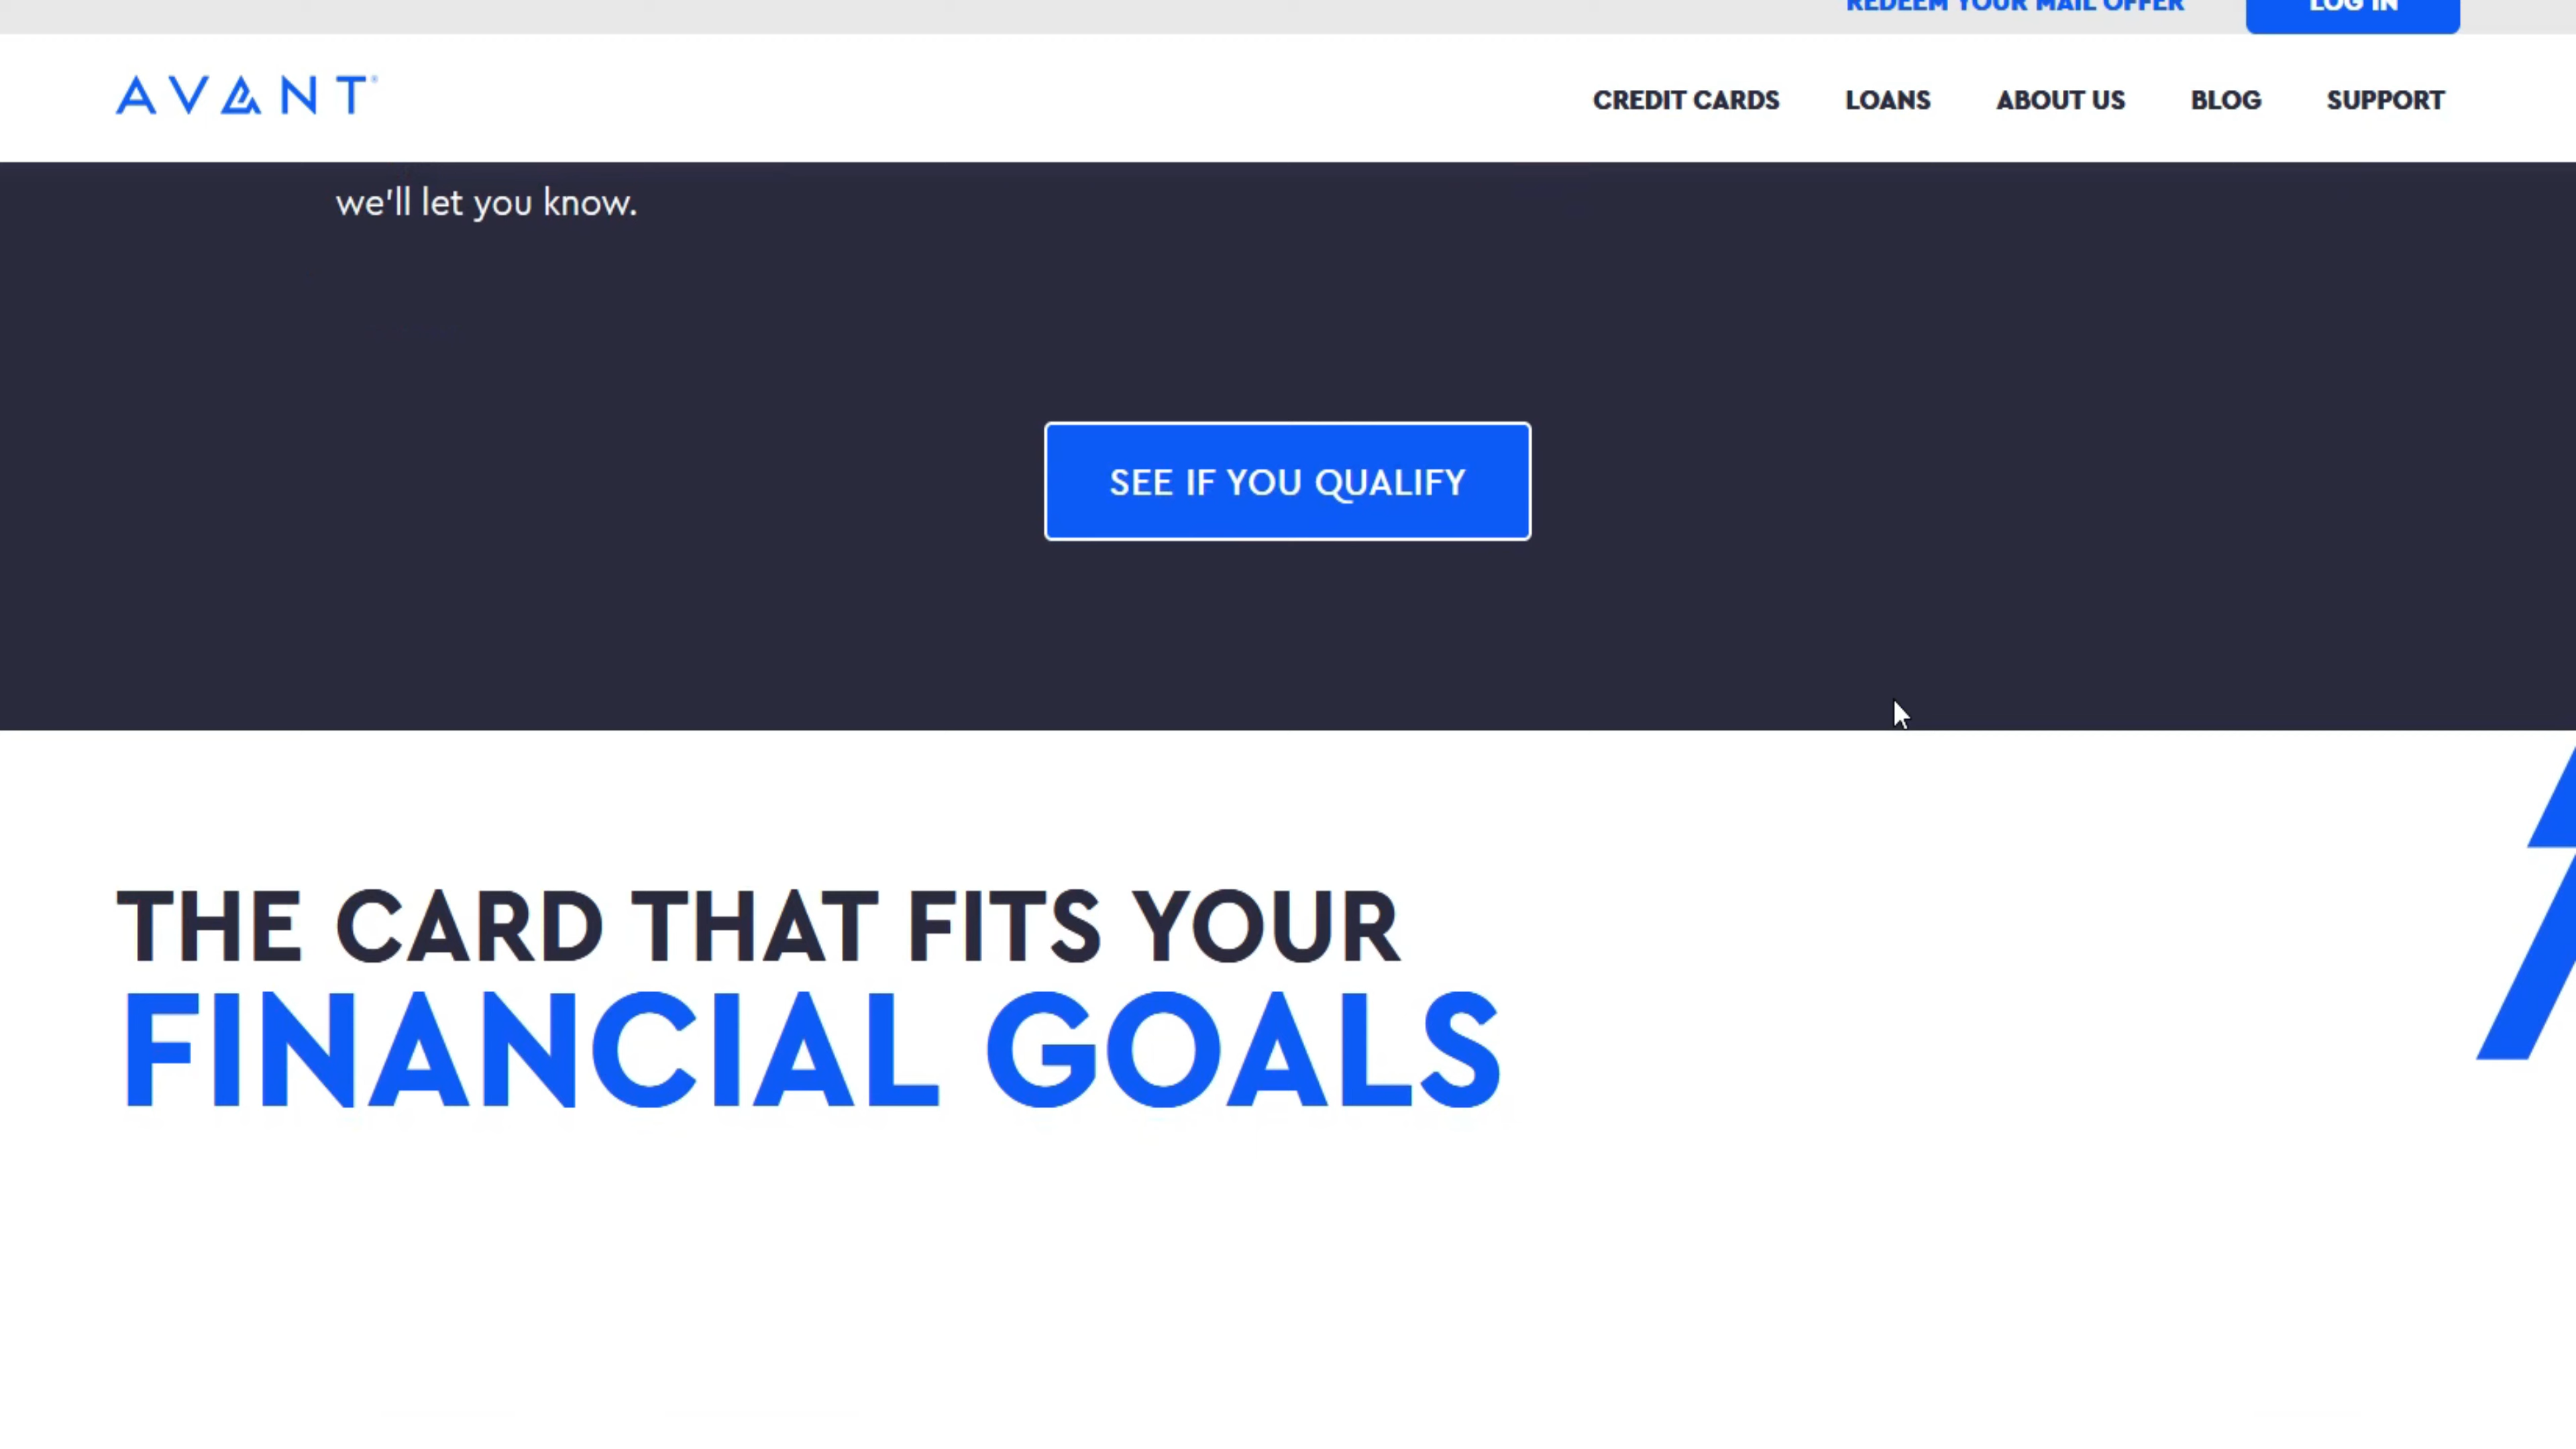 REDEEM YOUR MAIL OFFER
LOG IN
AVANT®
CREDIT CARDS
LOANS
ABOUT US
BLOG
SUPPORT
we'll let you know.
SEE IF YOU QUALIFY
THE CARD THAT FITS YOUR
FINANCIAL GOALS